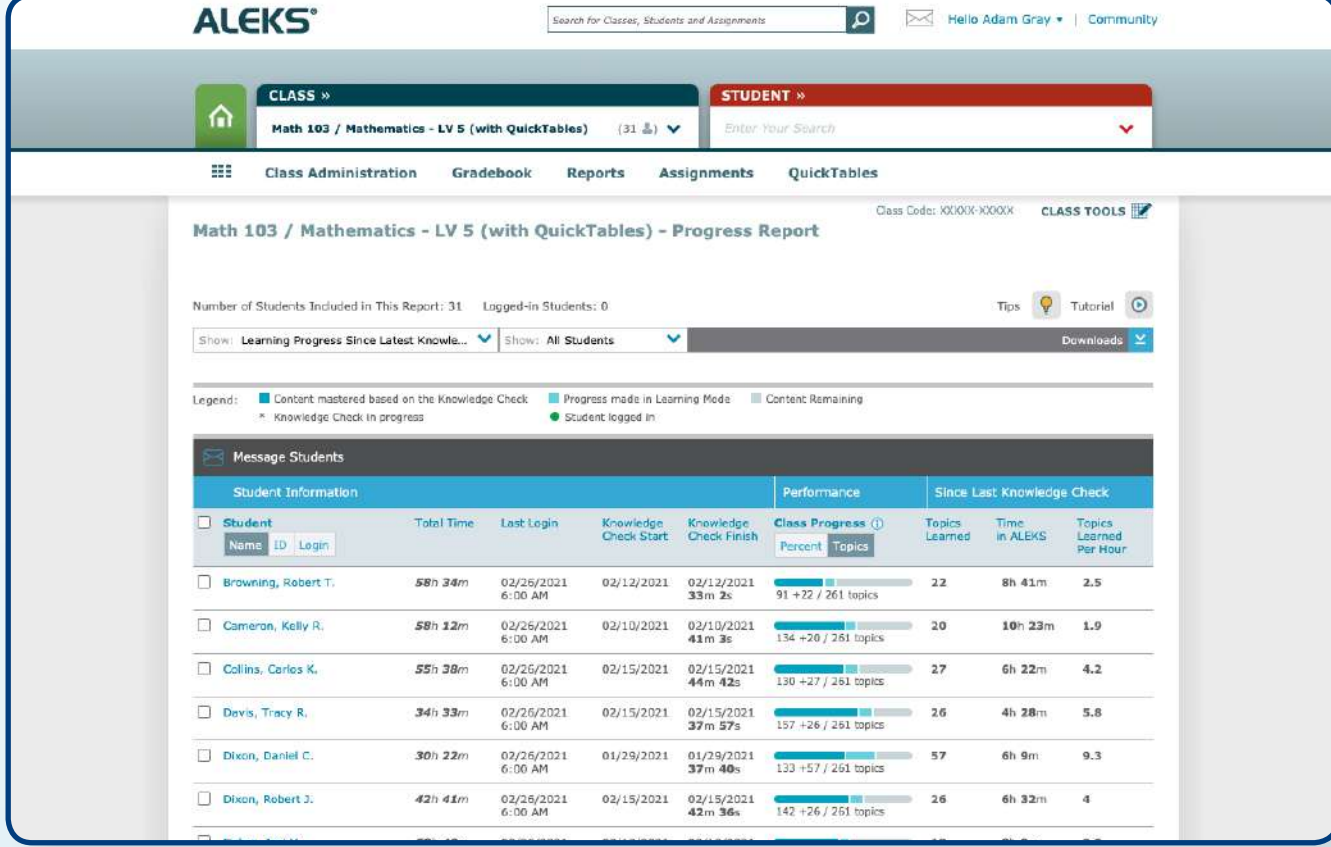 ALEKS®
Search for Classes, Students and Assignments
Hello Adam Gray | Community
CLASS »
STUDENT »
Math 103 / Mathematics - LV 5 (with QuickTables) (31 )
Enter Your Search
Class Administration Gradebook Reports Assignments QuickTables
Class Code: XXXXX-XXXXX CLASS TOOLS
Math 103 / Mathematics - LV 5 (with QuickTables) - Progress Report
Number of Students Included in This Report: 31 Logged-in Students: 0 Tips Tutorial
Show: Learning Progress Since Latest Knowle... Show: All Students Downloads
Legend: Content mastered based on the Knowledge Check Progress made in Learning Mode Content Remaining
× Knowledge Check in progress Student logged in
Message Students
Student Information Performance Since Last Knowledge Check
Student Total Time Last Login Knowledge Check Start Knowledge Check Finish Class Progress Topics Learned Time in ALEKS Topics Learned Per Hour
Name ID Login Percent Topics
Browning, Robert T. 58h 34m 02/26/2021 02/12/2021 02/12/2021 22 8h 41m 2.5
6:00 AM 33m 2s 91 +22 / 261 topics
Cameron, Kelly R. 58h 12m 02/26/2021 02/10/2021 02/10/2021 20 10h 23m 1.9
6:00 AM 41m 3s 134 +20 / 261 topics
Collins, Carlos K. 55h 38m 02/26/2021 02/15/2021 02/15/2021 27 6h 22m 4.2
6:00 AM 44m 42s 130 +27 / 261 topics
Davis, Tracy R. 34h 33m 02/26/2021 02/15/2021 02/15/2021 26 4h 28m 5.8
6:00 AM 37m 57s 157 +26 / 261 topics
Dixon, Daniel C. 30h 22m 02/26/2021 01/29/2021 01/29/2021 57 6h 9m 9.3
6:00 AM 37m 40s 133 +57 / 261 topics
Dixon, Robert J. 42h 41m 02/26/2021 02/15/2021 02/15/2021 26 6h 32m 4
6:00 AM 42m 36s 142 +26 / 261 topics